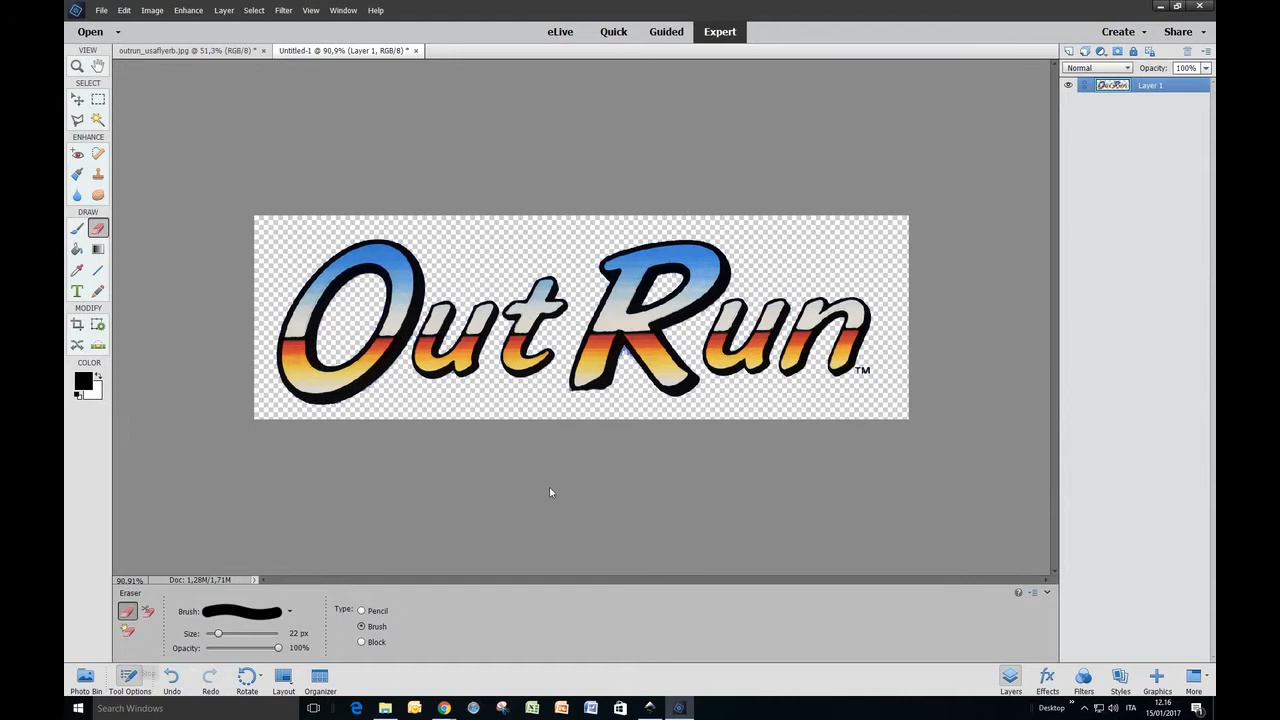 File Edit Image Enhance Layer Select Filter View Window Help
Open eLive Quick Guided Expert Create Share
outrun_usaflyerb.jpg @ 51,3% (RGB/8) * × Untitled-1 @ 90,9% (Layer 1, RGB/8) * ×
VIEW
Normal Opacity: 100%
SELECT
Layer 1
ENHANCE
DRAW
T
MODIFY
COLOR
OutRun
TM
90.91% Doc: 1,28M/1,71M
Eraser
Brush:
Size: 22 px
Opacity: 100%
Type:
Pencil
Brush
Block
Photo Bin Tool Options Undo Redo Rotate Layout Organizer Layers Effects Filters Styles Graphics More
Search Windows
Desktop
ITA
12.16
15/01/2017